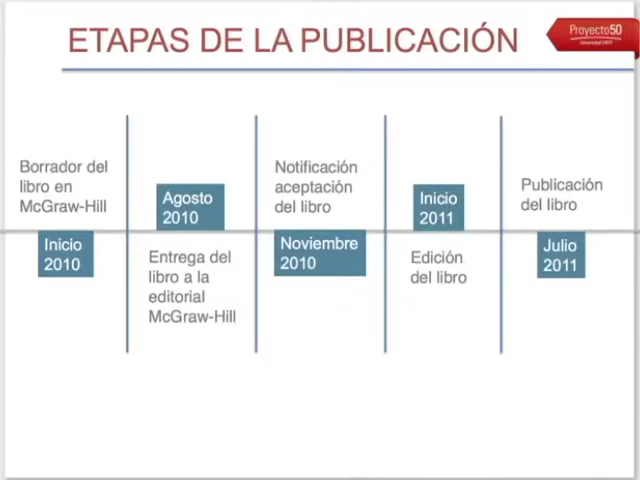 ETAPAS DE LA PUBLICACIÓN
Proyecto50
Borrador del
libro en
McGraw-Hill
Inicio
2010
Agosto
2010
Entrega del
libro a la
editorial
McGraw-Hill
Notificación
aceptación
del libro
Noviembre
2010
Inicio
2011
Edición
del libro
Publicación
del libro
Julio
2011